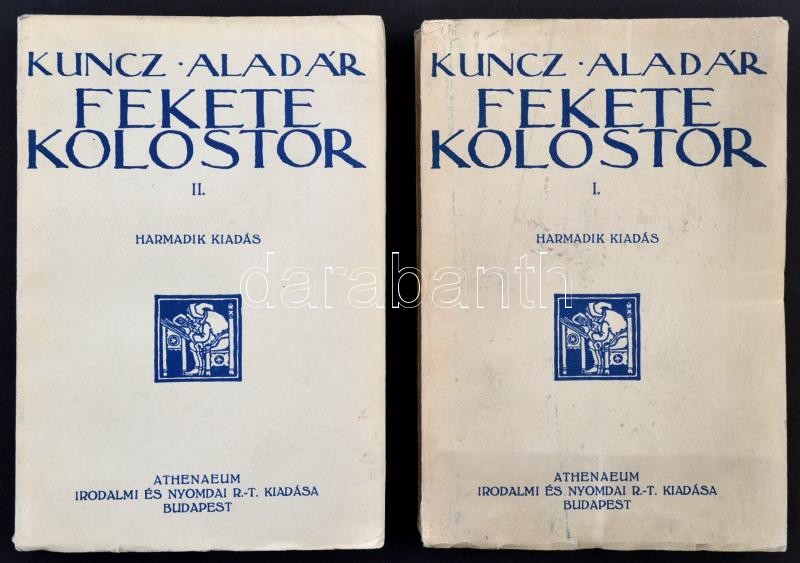 KUNCZ · ALADÁR
FEKETE
KOLOSTOR
II.
HARMADIK KIADÁS
ATHENAEUM
IRODALMI ÉS NYOMDAI R.-T. KIADÁSA
BUDAPEST
KUNCZ · ALADÁR
FEKETE
KOLOSTOR
I.
HARMADIK KIADÁS
ATHENAEUM
IRODALMI ÉS NYOMDAI R.-T. KIADÁSA
BUDAPEST
darabanth